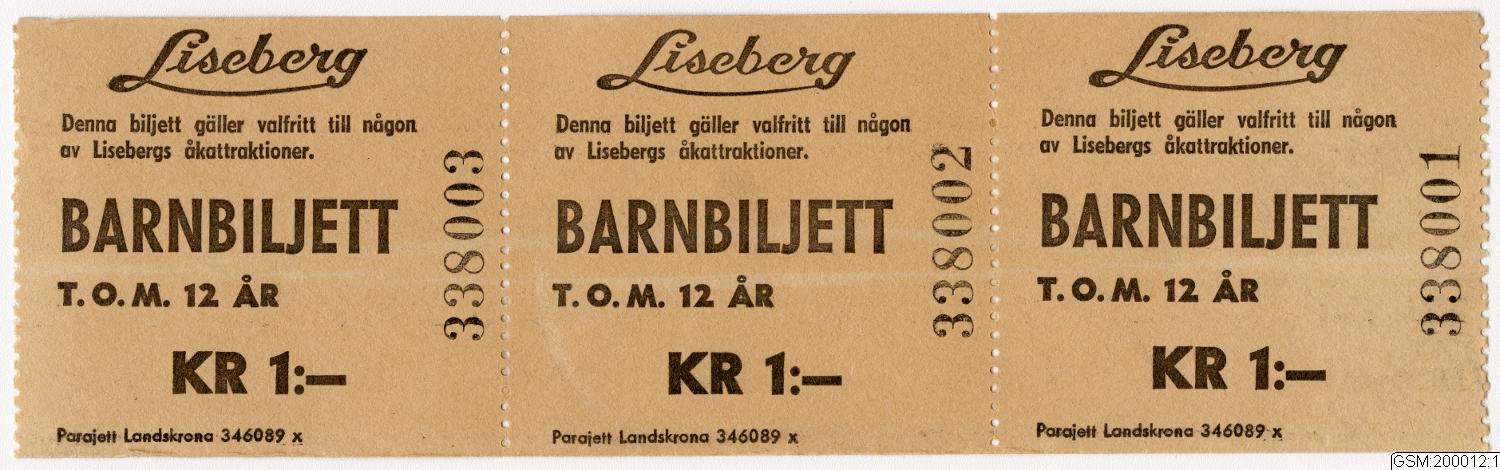 Liseberg
Denna biljett gäller valfritt till någon
av Lisebergs åkattraktioner.
BARNBILJETT
T. O. M. 12 ÅR
KR 1:—
Parajett Landskrona 346089 x
338003
Liseberg
Denna biljett gäller valfritt till någon
av Lisebergs åkattraktioner.
BARNBILJETT
T. O. M. 12 ÅR
KR 1:—
Parajett Landskrona 346089 x
338002
Liseberg
Denna biljett gäller valfritt till någon
av Lisebergs åkattraktioner.
BARNBILJETT
T. O. M. 12 ÅR
KR 1:—
Parajett Landskrona 346089 x
338001
GSM:200012:1